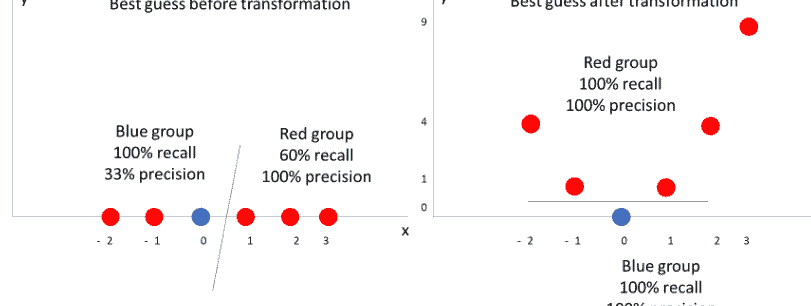 Best guess before transformation
Blue group
100% recall
33% precision
Red group
60% recall
100% precision
- 2 - 1 0 1 2 3
x
Best guess after transformation
9
4
1
0
Red group
100% recall
100% precision
- 2 - 1 0 1 2 3
Blue group
100% recall
100% precision